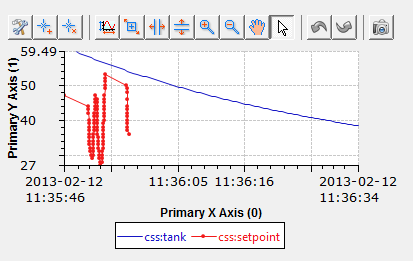 59.49
50
40
27
Primary Y Axis (1)
2013-02-12 11:36:05 11:36:16 2013-02-12
11:35:46 11:36:34
Primary X Axis (0)
css:tank css:setpoint